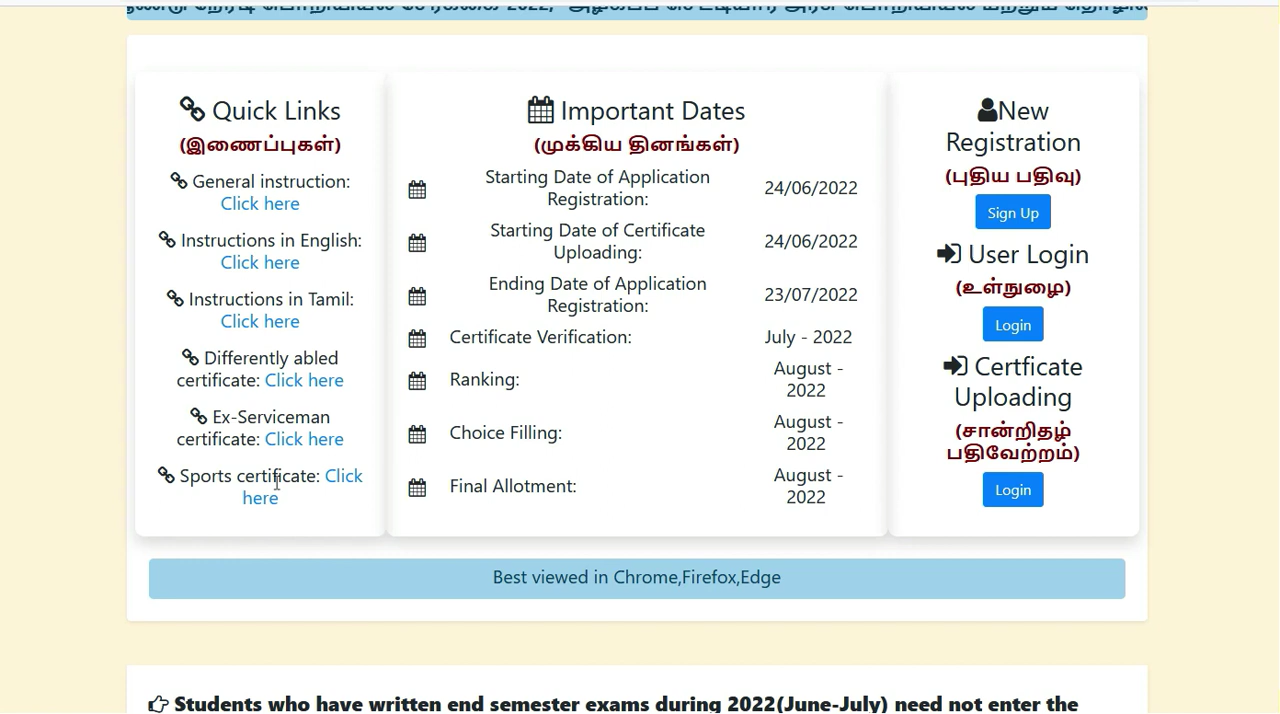 Quick Links
(இணைப்புகள்)
General instruction:
Click here
Instructions in English:
Click here
Instructions in Tamil:
Click here
Differently abled
certificate: Click here
Ex-Serviceman
certificate: Click here
Sports certificate: Click
here
Important Dates
(முக்கிய தினங்கள்)
Starting Date of Application
Registration:
24/06/2022
Starting Date of Certificate
Uploading:
24/06/2022
Ending Date of Application
Registration:
23/07/2022
Certificate Verification:
July - 2022
Ranking:
August -
2022
Choice Filling:
August -
2022
Final Allotment:
August -
2022
New
Registration
(புதிய பதிவு)
Sign Up
User Login
(உள்நுழை)
Login
Certficate
Uploading
(சான்றிதழ்
பதிவேற்றம்)
Login
Best viewed in Chrome,Firefox,Edge
Students who have written end semester exams during 2022(June-July) need not enter the